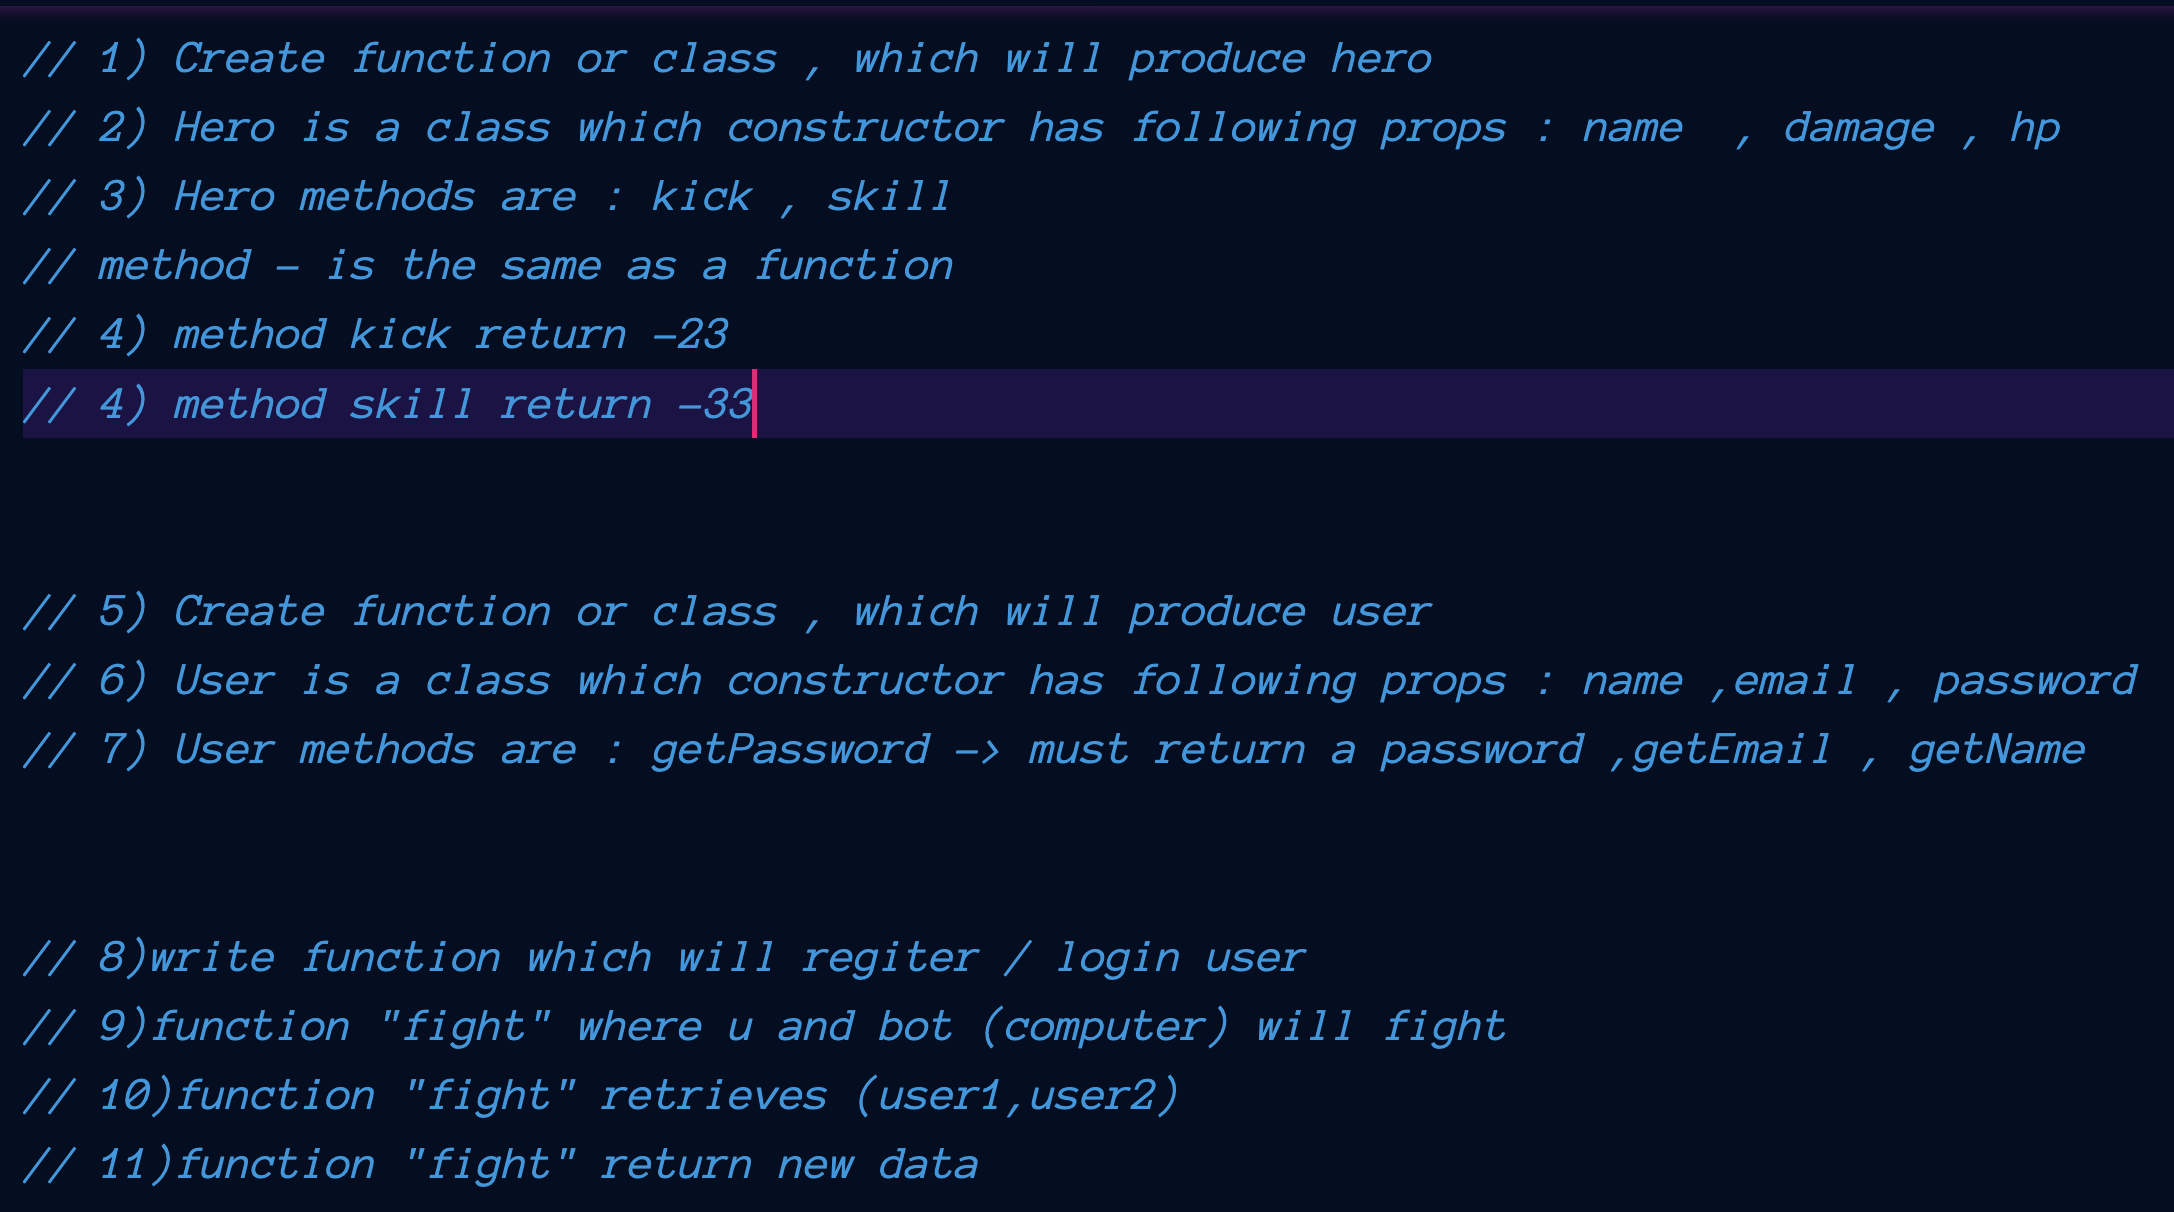 // 1) Create function or class , which will produce hero
// 2) Hero is a class which constructor has following props : name  , damage , hp
// 3) Hero methods are : kick , skill
// method - is the same as a function
// 4) method kick return -23
// 4) method skill return -33
// 5) Create function or class , which will produce user
// 6) User is a class which constructor has following props : name ,email , password
// 7) User methods are : getPassword -> must return a password ,getEmail , getName
// 8)write function which will regiter / login user
// 9)function "fight" where u and bot (computer) will fight
// 10)function "fight" retrieves (user1,user2)
// 11)function "fight" return new data